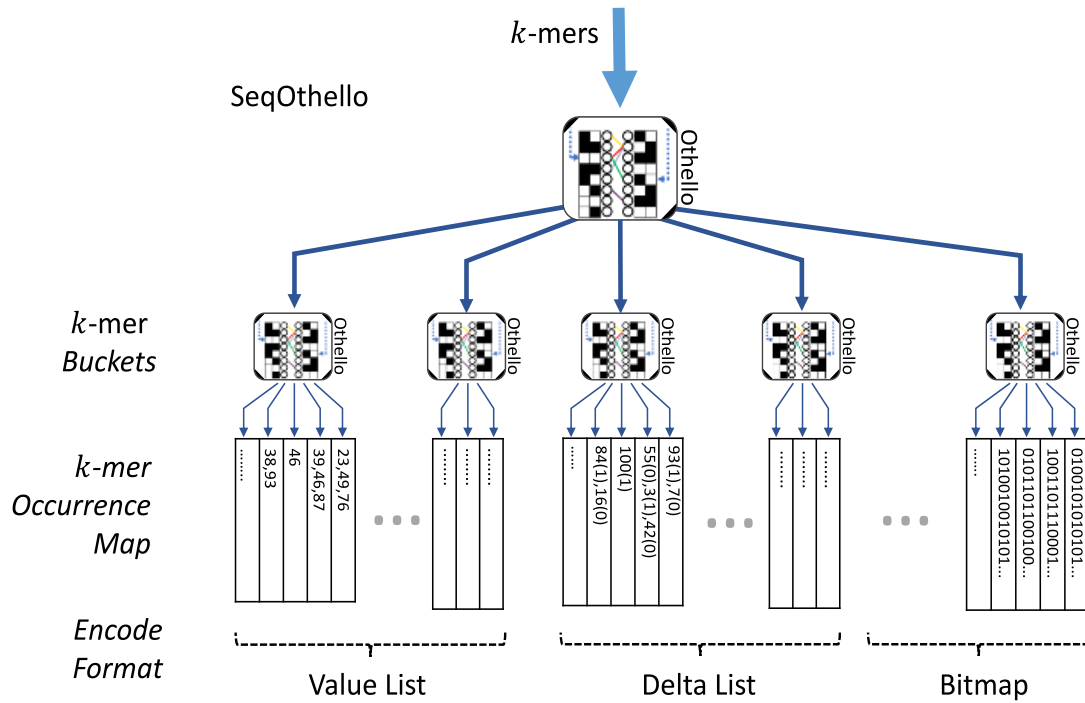 k-mers
SeqOthello
Othello
k-mer
Buckets
Othello
Othello
Othello
Othello
Othello
k-mer
Occurrence
Map
........
38,93
46
39,46,87
23,49,76
......
......
......
......
84(1),16(0)
100(1)
55(0),3(1),42(0)
93(1),7(0)
......
......
......
......
101001001010101...
0101101100100...
1001101110001...
0100101010101...
Encode
Format
Value List
Delta List
Bitmap